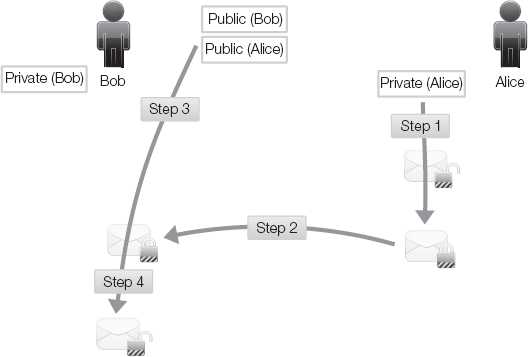 Public (Bob)
Public (Alice)
Private (Bob)
Bob
Private (Alice)
Alice
Step 3
Step 1
Step 2
Step 4